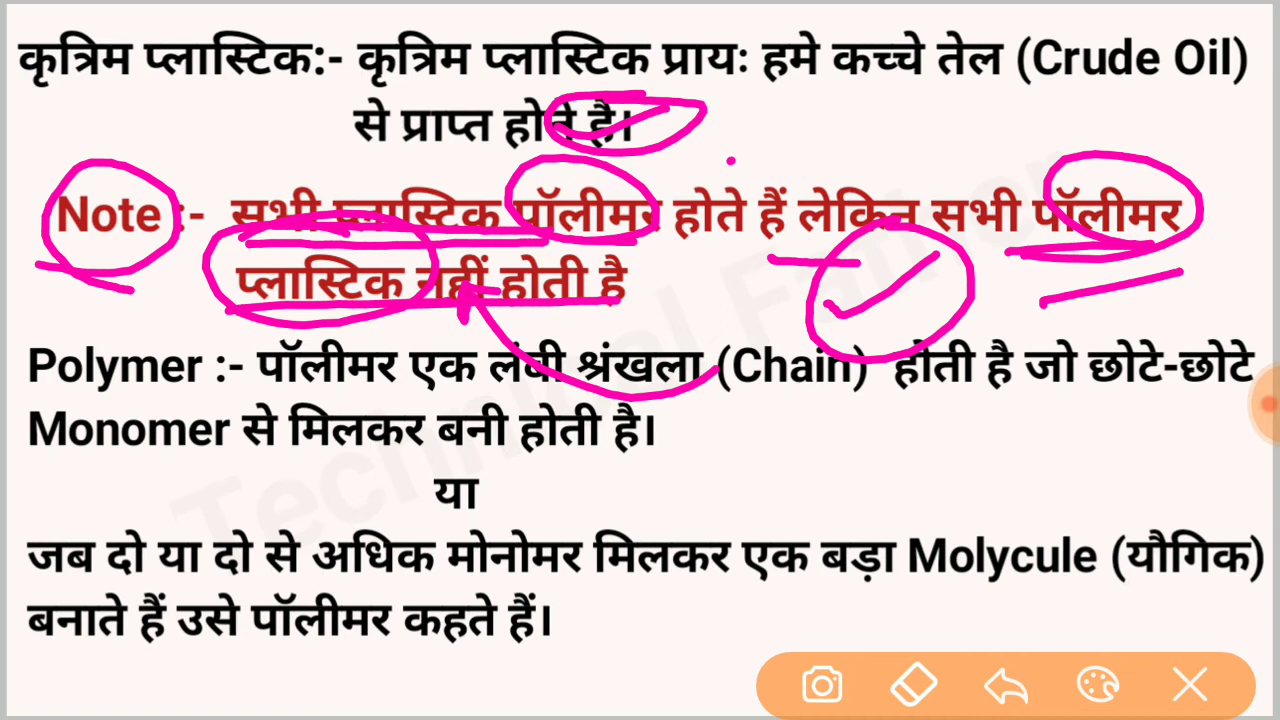 कृत्रिम प्लास्टिक:- कृत्रिम प्लास्टिक प्रायः हमे कच्चे तेल (Crude Oil)
से प्राप्त होते है।
Note :- सभी प्लास्टिक पॉलीमर होते हैं लेकिन सभी पॉलीमर
प्लास्टिक नहीं होती है
Polymer :- पॉलीमर एक लंबी श्रंखला (Chain) होती है जो छोटे-छोटे
Monomer से मिलकर बनी होती है।
या
जब दो या दो से अधिक मोनोमर मिलकर एक बड़ा Molycule (यौगिक)
बनाते हैं उसे पॉलीमर कहते हैं।